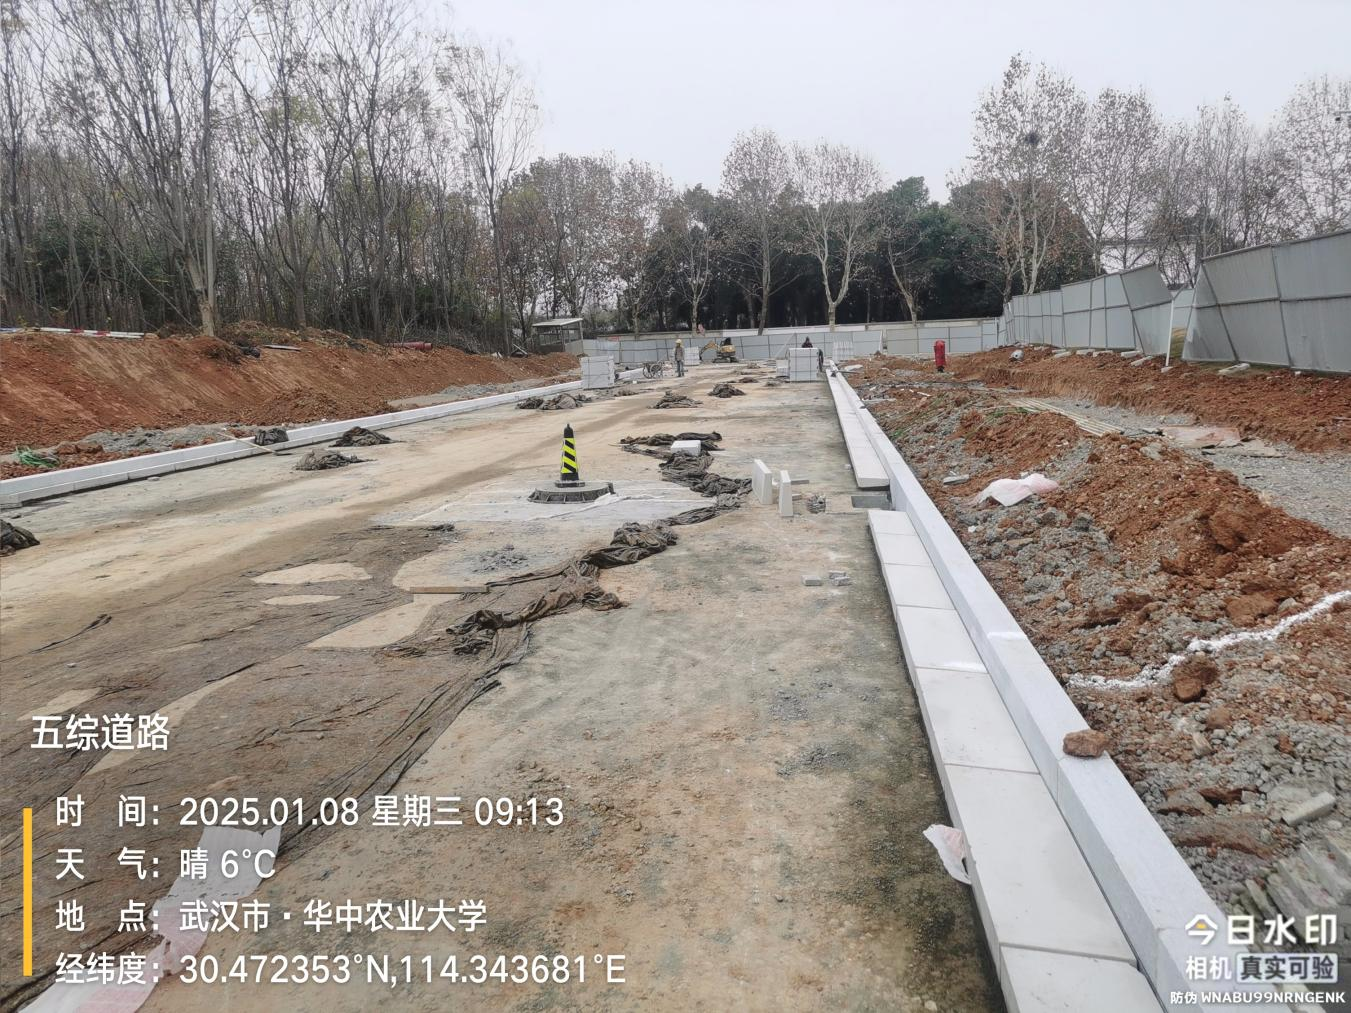 五综道路
时 间：2025.01.08 星期三 09:13
天 气：晴 6°C
地 点：武汉市·华中农业大学
经纬度：30.472353°N,114.343681°E
今日水印
相机 真实可验
防伪 WNABU99NRNGENK